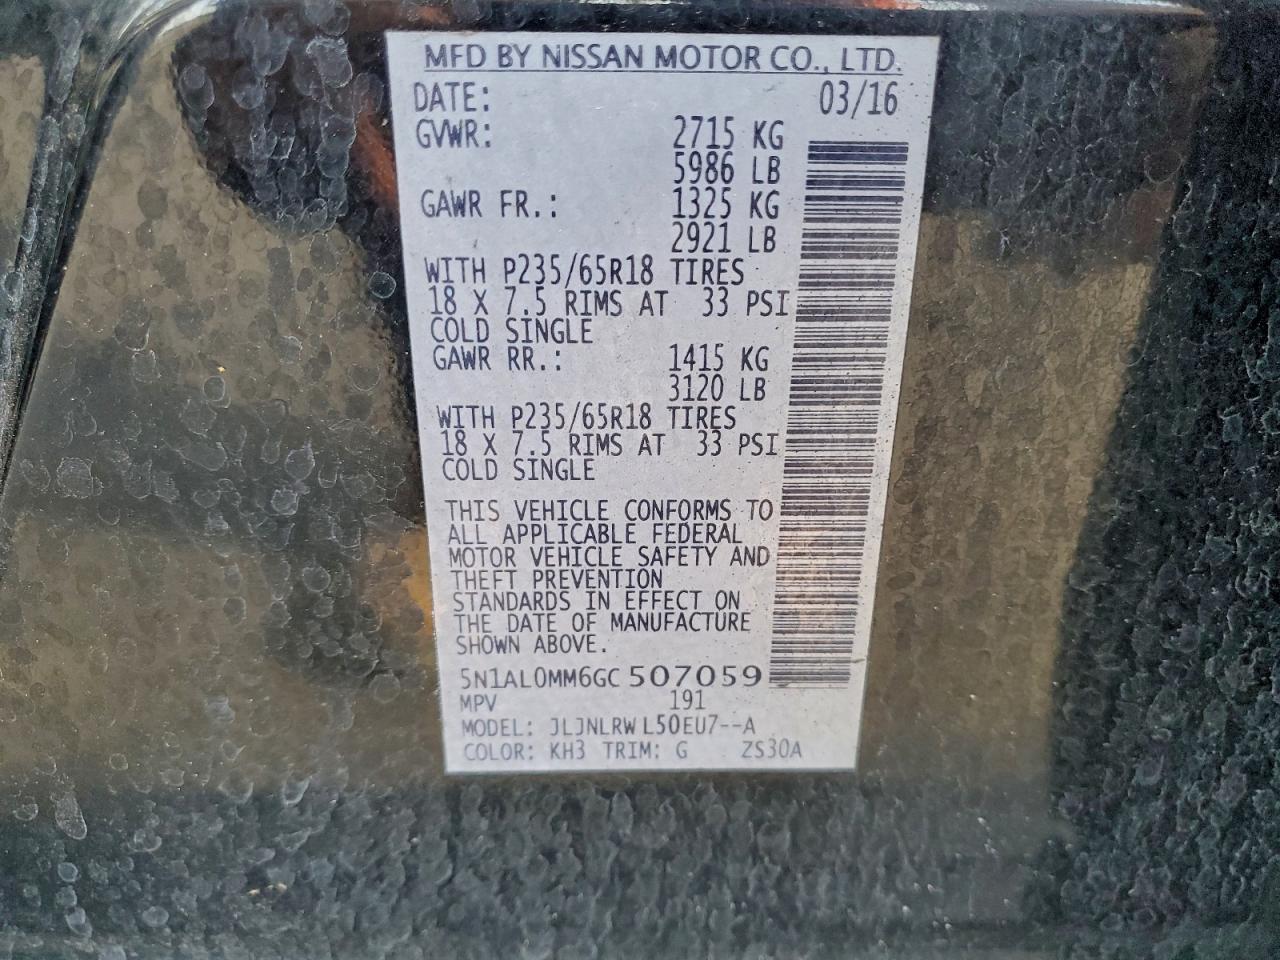 MFD BY NISSAN MOTOR CO., LTD.
DATE: 03/16
GVWR: 2715 KG
5986 LB
GAWR FR.: 1325 KG
2921 LB
WITH P235/65R18 TIRES
18 X 7.5 RIMS AT 33 PSI
COLD SINGLE
GAWR RR.: 1415 KG
3120 LB
WITH P235/65R18 TIRES
18 X 7.5 RIMS AT 33 PSI
COLD SINGLE
THIS VEHICLE CONFORMS TO
ALL APPLICABLE FEDERAL
MOTOR VEHICLE SAFETY AND
THEFT PREVENTION
STANDARDS IN EFFECT ON
THE DATE OF MANUFACTURE
SHOWN ABOVE.
5N1AL0MM6GC507059
MPV 191
MODEL: JLJNLRWL50EU7--A
COLOR: KH3 TRIM: G ZS30A